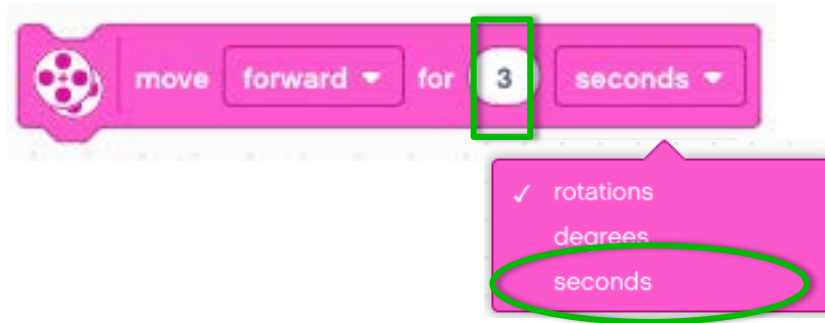 move forward for 3 seconds
✓ rotations
degrees
seconds